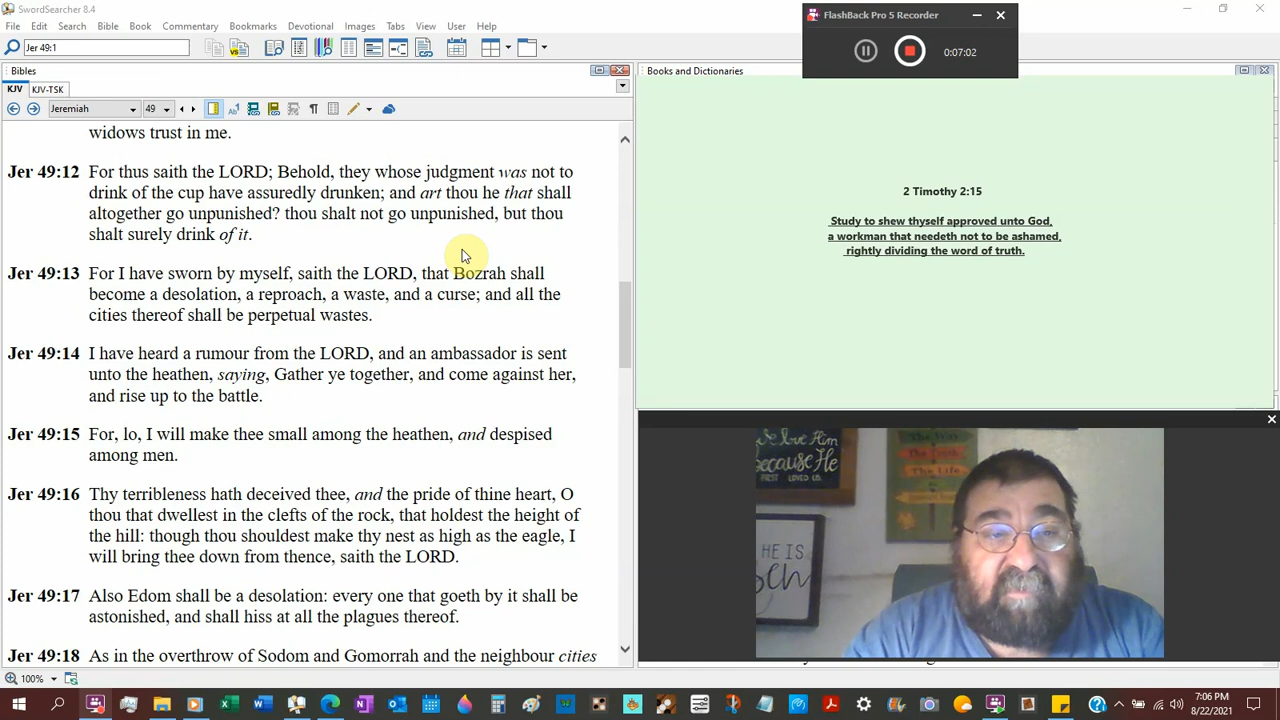 SwordSearcher 8.4
File Edit Search Bible Book Commentary Bookmarks Devotional Images Tabs View User Help
Jer 49:1
FlashBack Pro 5 Recorder
0:07:02
Bibles
Books and Dictionaries
KJV KJV-TSK
Jeremiah 49
widows trust in me.
Jer 49:12 For thus saith the LORD; Behold, they whose judgment was not to
drink of the cup have assuredly drunken; and art thou he that shall
altogether go unpunished? thou shalt not go unpunished, but thou
shalt surely drink of it.
Jer 49:13 For I have sworn by myself, saith the LORD, that Bozrah shall
become a desolation, a reproach, a waste, and a curse; and all the
cities thereof shall be perpetual wastes.
Jer 49:14 I have heard a rumour from the LORD, and an ambassador is sent
unto the heathen, saying, Gather ye together, and come against her,
and rise up to the battle.
Jer 49:15 For, lo, I will make thee small among the heathen, and despised
among men.
Jer 49:16 Thy terribleness hath deceived thee, and the pride of thine heart, O
thou that dwellest in the clefts of the rock, that holdest the height of
the hill: though thou shouldest make thy nest as high as the eagle, I
will bring thee down from thence, saith the LORD.
Jer 49:17 Also Edom shall be a desolation: every one that goeth by it shall be
astonished, and shall hiss at all the plagues thereof.
Jer 49:18 As in the overthrow of Sodom and Gomorrah and the neighbour cities
2 Timothy 2:15
Study to shew thyself approved unto God,
a workman that needeth not to be ashamed,
rightly dividing the word of truth.
We love Him
because He
FIRST LOVED US.
The Way
The Truth
The Life
HE IS
100%
7:06 PM
8/22/2021